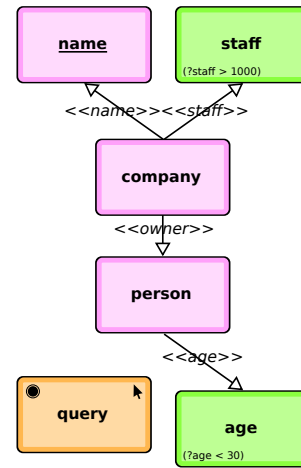 name
staff
(?staff > 1000)
<<name>>
<<staff>>
company
<<owner>>
person
<<age>>
query
age
(?age < 30)